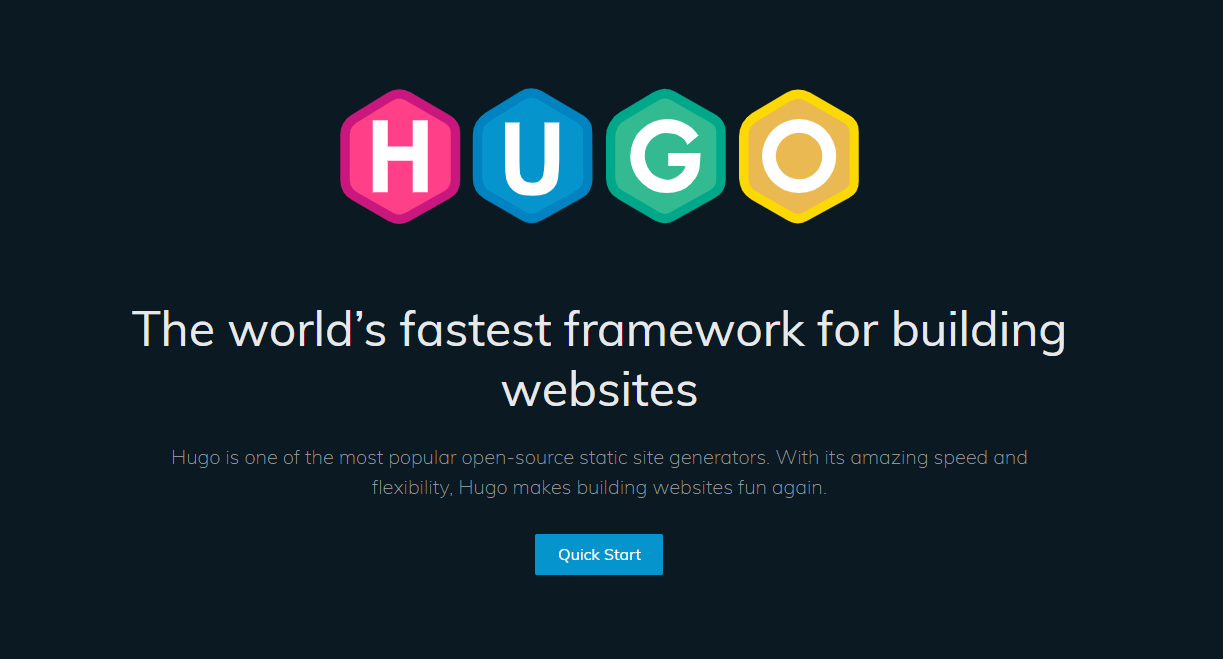 HUGO
The world’s fastest framework for building
websites
Hugo is one of the most popular open-source static site generators. With its amazing speed and
flexibility, Hugo makes building websites fun again.
Quick Start